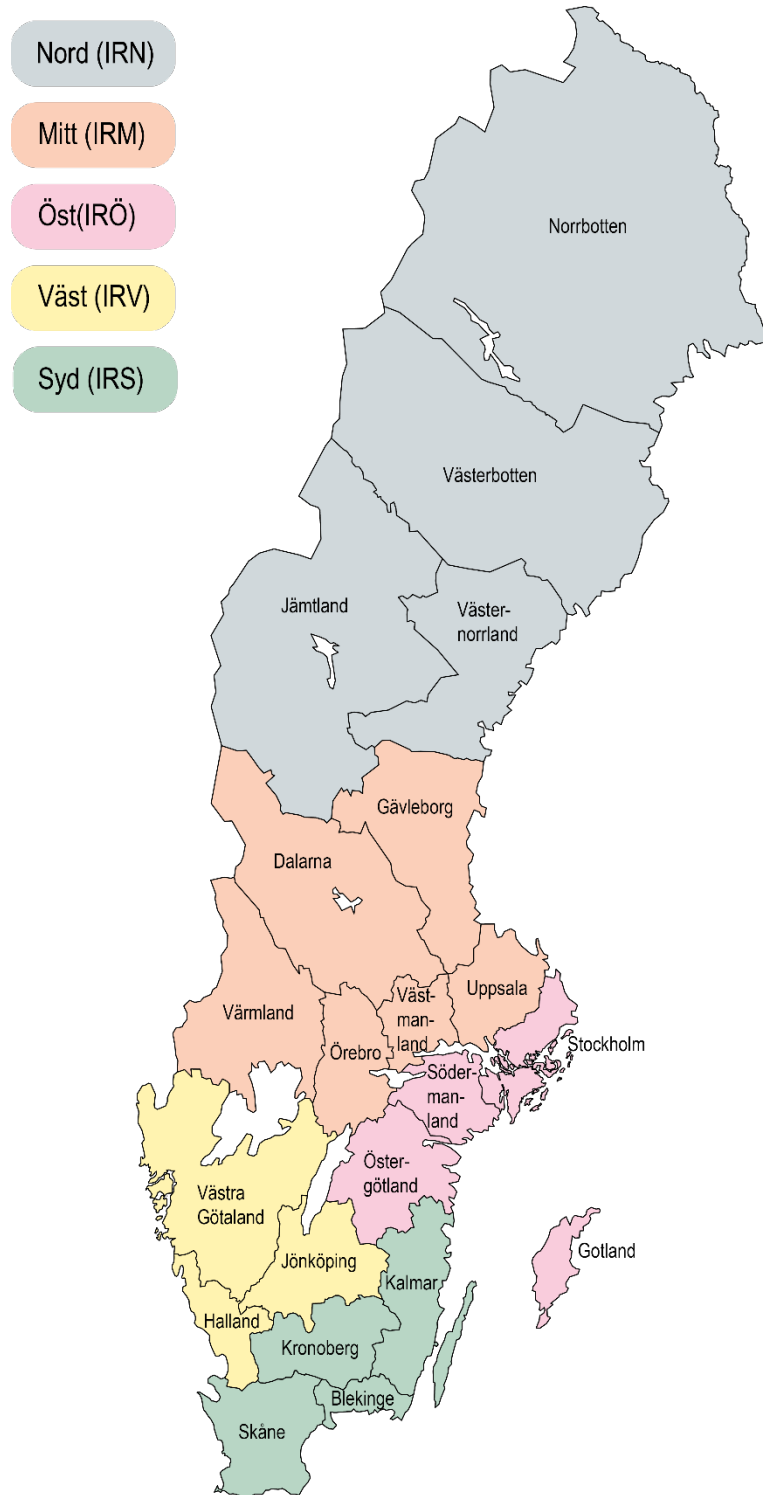 Nord (IRN)
Mitt (IRM)
Öst(IRÖ)
Väst (IRV)
Syd (IRS)
Norrbotten
Västerbotten
Jämtland
Väster-
norrland
Gävleborg
Dalarna
Uppsala
Väst-
man-
land
Värmland
Örebro
Stockholm
Söder-
man-
land
Öster-
götland
Västra
Götaland
Gotland
Jönköping
Kalmar
Halland
Kronoberg
Blekinge
Skåne